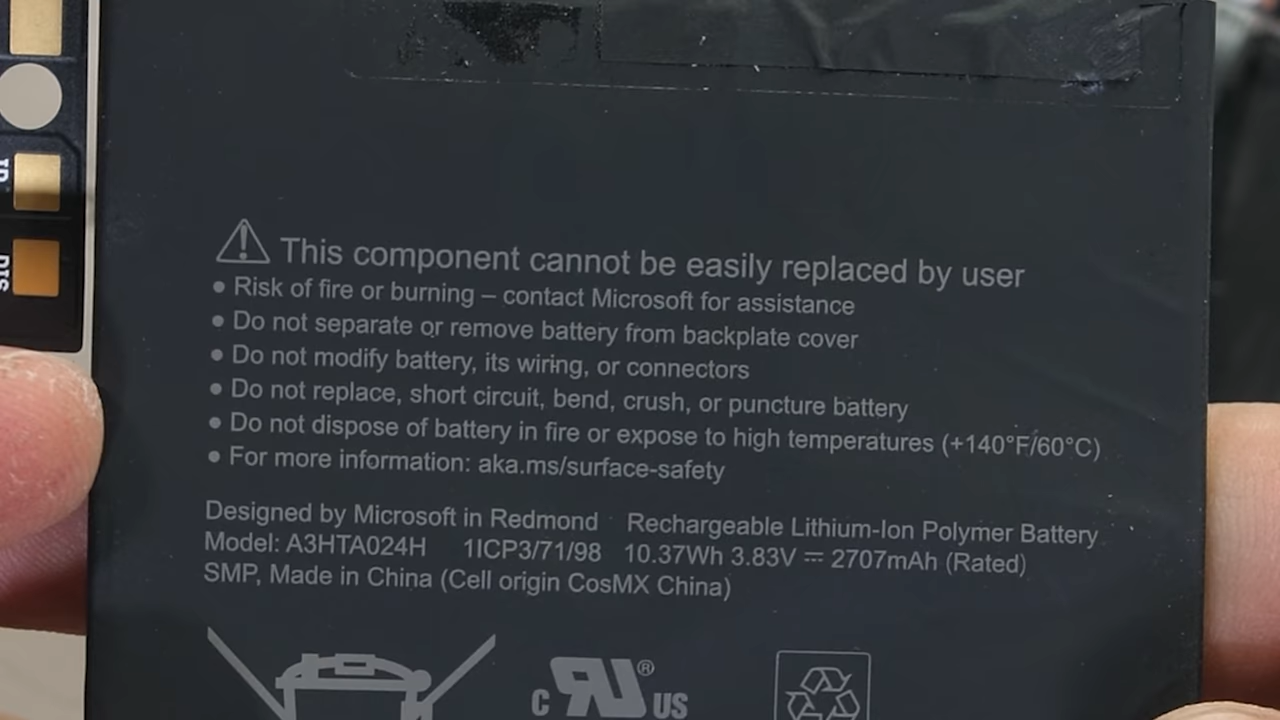 This component cannot be easily replaced by user
• Risk of fire or burning – contact Microsoft for assistance
• Do not separate or remove battery from backplate cover
• Do not modify battery, its wiring, or connectors
• Do not replace, short circuit, bend, crush, or puncture battery
• Do not dispose of battery in fire or expose to high temperatures (+140°F/60°C)
• For more information: aka.ms/surface-safety
Designed by Microsoft in Redmond Rechargeable Lithium-Ion Polymer Battery
Model: A3HTA024H 1ICP3/71/98 10.37Wh 3.83V ⎓ 2707mAh (Rated)
SMP, Made in China (Cell origin CosMX China)
C RU® US
ID
DIS